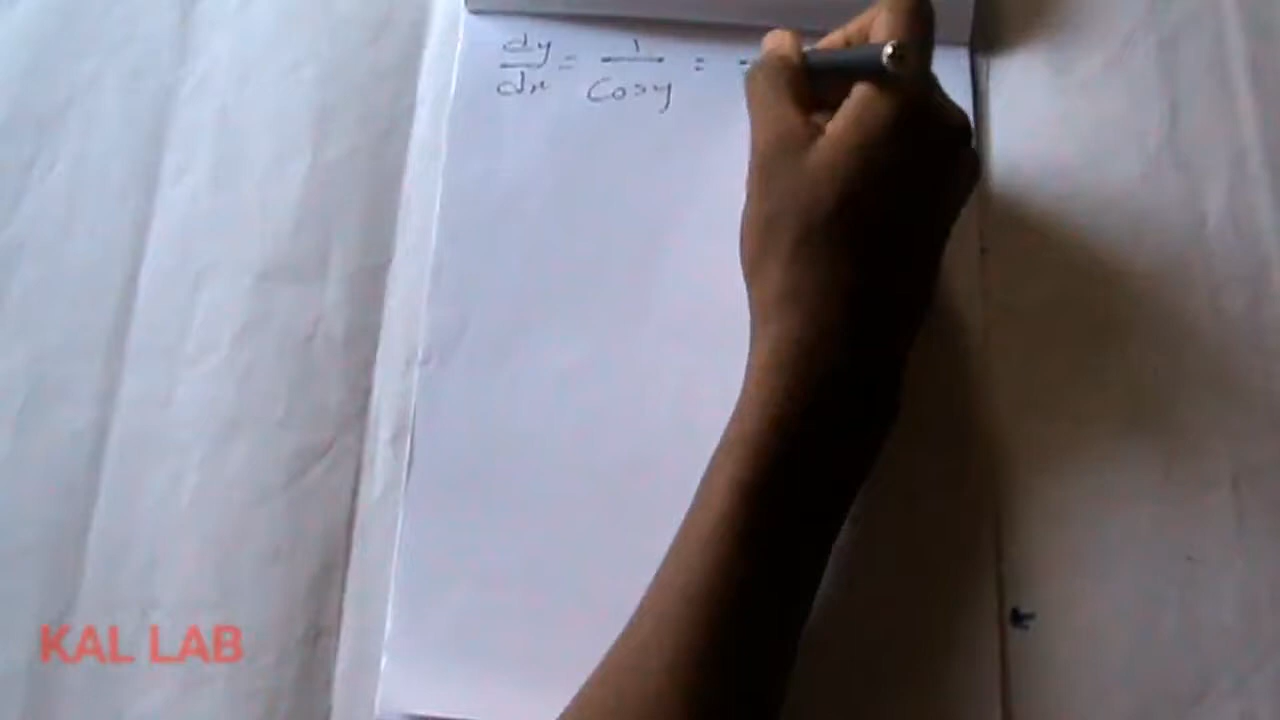 dy/dx = 1/Cosy =
KAL LAB